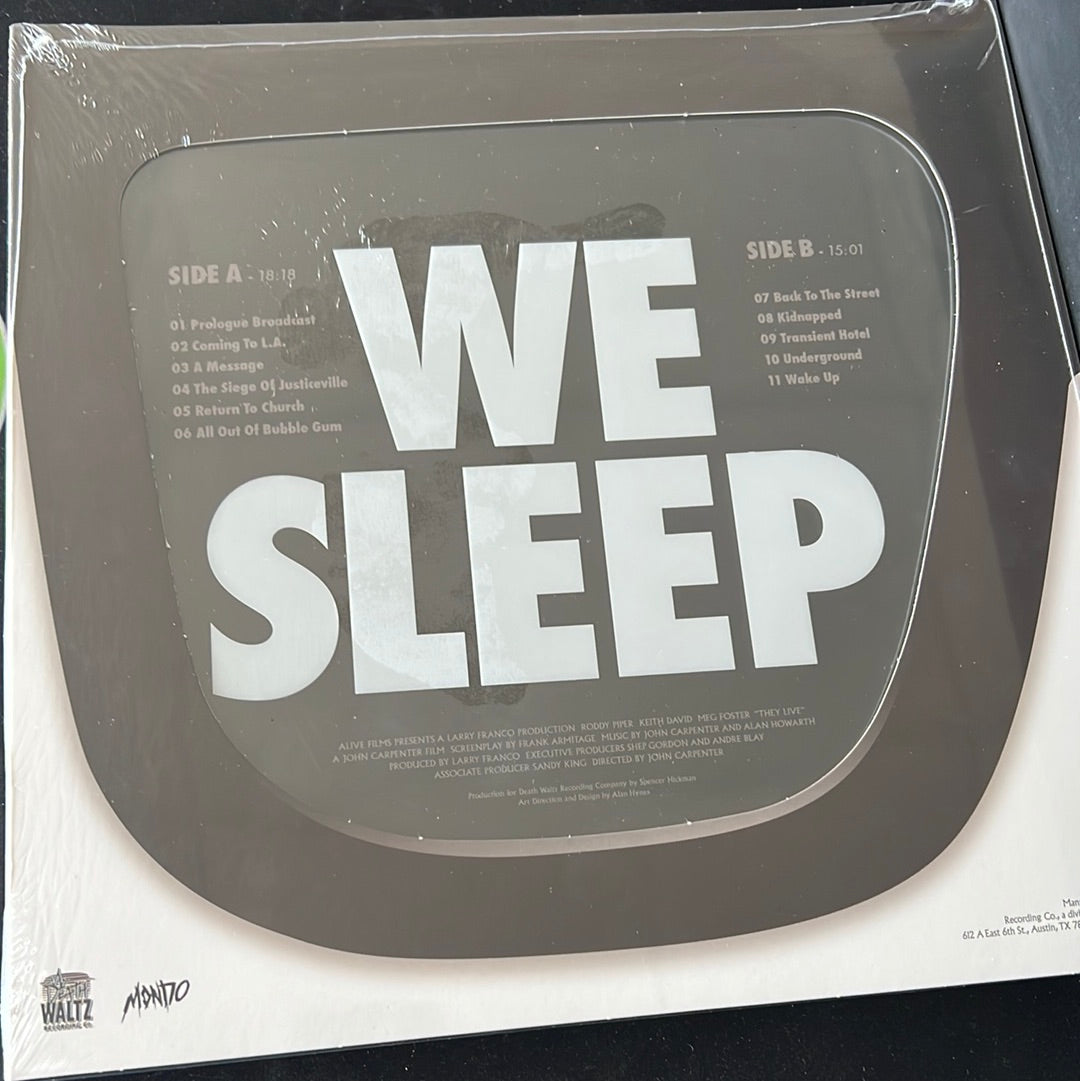 WE
SLEEP
SIDE A - 18:18
01 Prologue Broadcast
02 Coming To L.A.
03 A Message
04 The Siege Of Justiceville
05 Return To Church
06 All Out Of Bubble Gum
SIDE B - 15:01
07 Back To The Street
08 Kidnapped
09 Transient Hotel
10 Underground
11 Wake Up
ALIVE FILMS PRESENTS A LARRY FRANCO PRODUCTION RODDY PIPER KEITH DAVID MEG FOSTER "THEY LIVE"
A JOHN CARPENTER FILM SCREENPLAY BY FRANK ARMITAGE MUSIC BY JOHN CARPENTER AND ALAN HOWARTH
PRODUCED BY LARRY FRANCO EXECUTIVE PRODUCERS SHEP GORDON AND ANDRE BLAY
ASSOCIATE PRODUCER SANDY KING DIRECTED BY JOHN CARPENTER
Production for Death Waltz Recording Company by Spencer Hickman
Art Direction and Design by Alan Hynes
Recording Co., a
612 A East 6th St., Austin, TX
DEATH
WALTZ
RECORDING CO.
MONDO